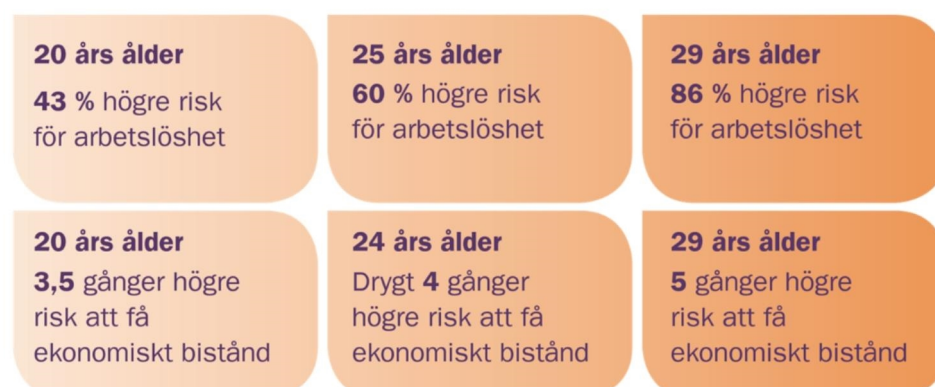 20 års ålder
43 % högre risk
för arbetslöshet
25 års ålder
60 % högre risk
för arbetslöshet
29 års ålder
86 % högre risk
för arbetslöshet
20 års ålder
3,5 gånger högre
risk att få
ekonomiskt bistånd
24 års ålder
Drygt 4 gånger
högre risk att få
ekonomiskt bistånd
29 års ålder
5 gånger högre
risk att få
ekonomiskt bistånd